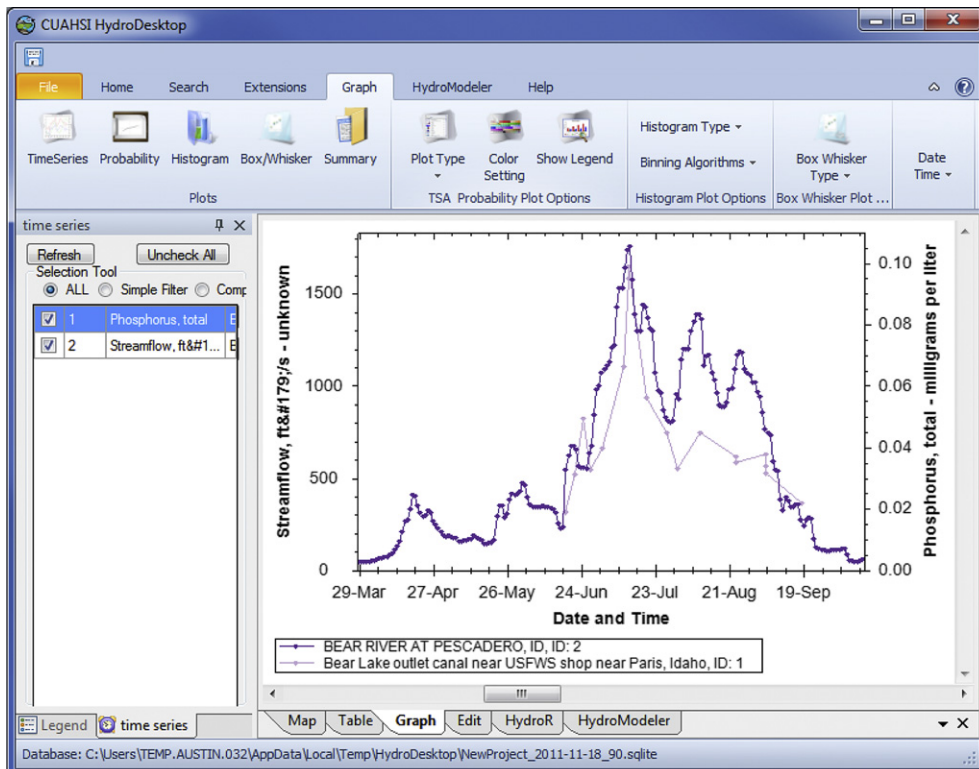 CUAHSI HydroDesktop
File Home Search Extensions Graph HydroModeler Help
TimeSeries Probability Histogram Box/Whisker Summary
Plots
Plot Type Color Setting Show Legend
TSA Probability Plot Options
Histogram Type
Binning Algorithms
Histogram Plot Options
Box Whisker Type
Box Whisker Plot ...
Date Time
time series
Refresh Uncheck All
Selection Tool
ALL Simple Filter Comp
1 Phosphorus, total E
2 Streamflow, ft&#1... E
Legend time series
Streamflow, ft&#179;/s - unknown
1500
1000
500
0
0.10
0.08
0.06
0.04
0.02
0.00
Phosphorus, total - milligrams per liter
29-Mar 27-Apr 26-May 24-Jun 23-Jul 21-Aug 19-Sep
Date and Time
BEAR RIVER AT PESCADERO, ID, ID: 2
Bear Lake outlet canal near USFWS shop near Paris, Idaho, ID: 1
Map Table Graph Edit HydroR HydroModeler
Database: C:\Users\TEMP.AUSTIN.032\AppData\Local\Temp\HydroDesktop\NewProject_2011-11-18_90.sqlite